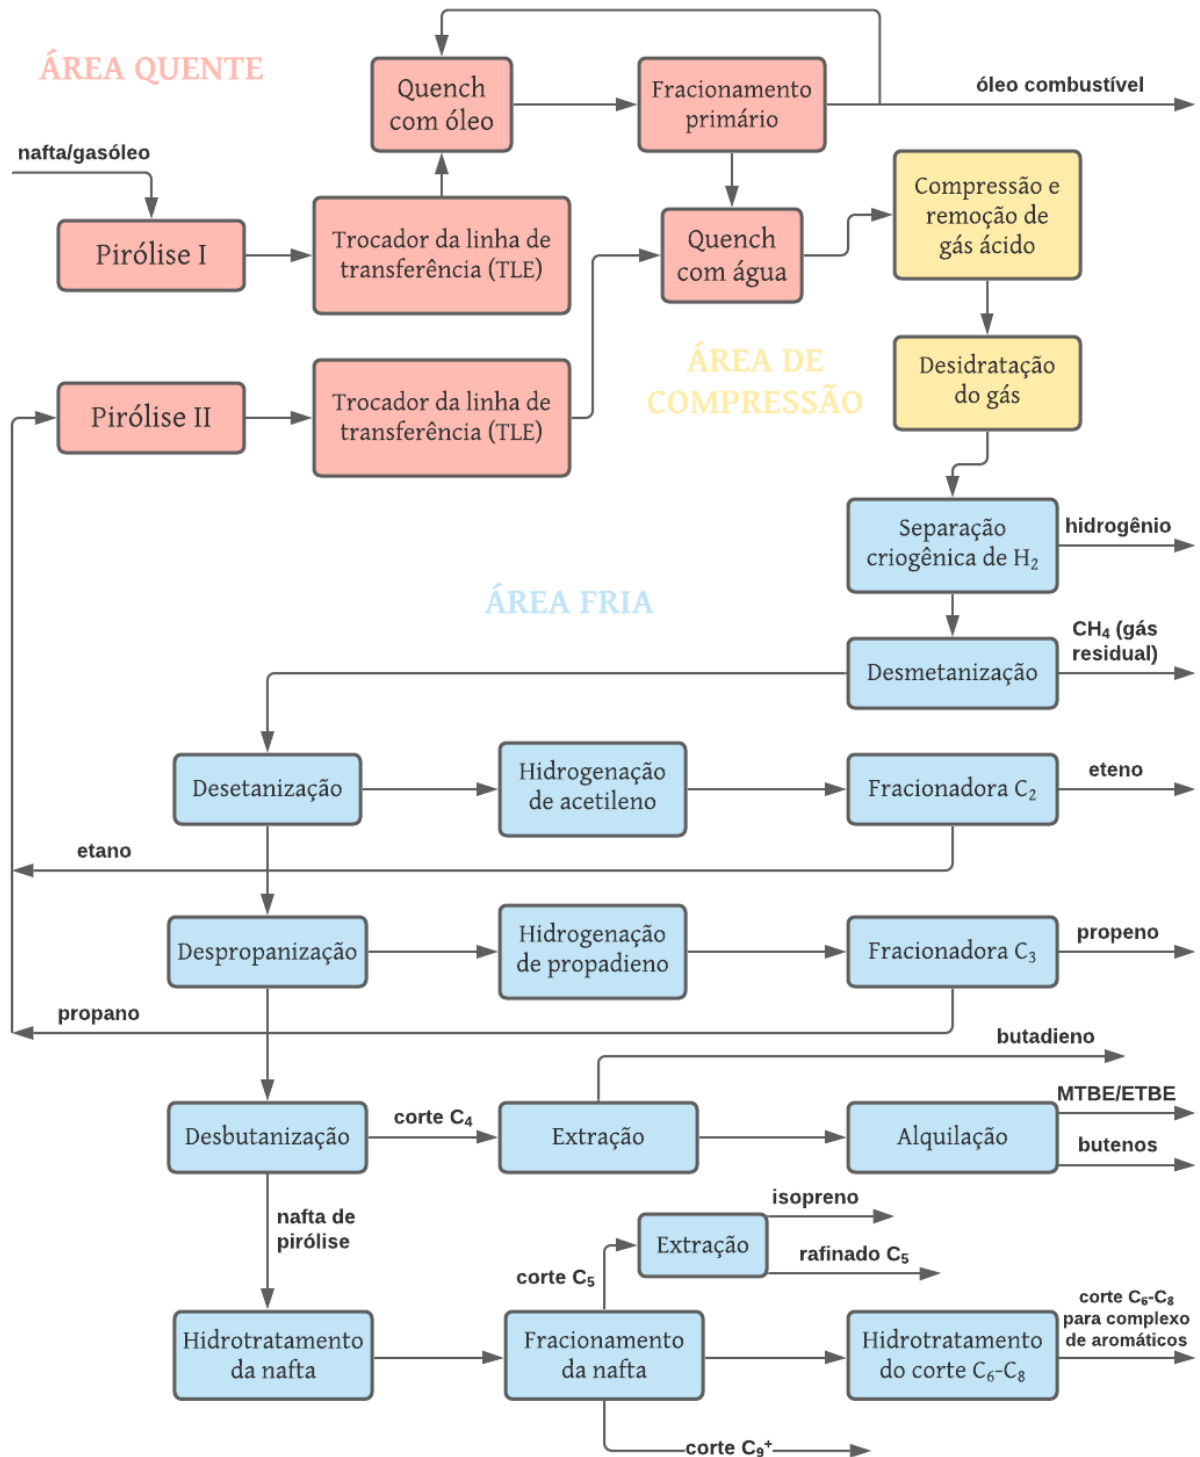 ÁREA QUENTE
Quench
com óleo
Fracionamento
primário
óleo combustível
nafta/gasóleo
Pirólise I
Trocador da linha de
transferência (TLE)
Quench
com água
Compressão e
remoção de
gás ácido
ÁREA DE
COMPRESSÃO
Desidratação
do gás
Pirólise II
Trocador da linha de
transferência (TLE)
Separação
criogênica de H₂
hidrogênio
ÁREA FRIA
Desmetanização
CH₄ (gás
residual)
Desetanização
Hidrogenação
de acetileno
Fracionadora C₂
eteno
etano
Despropanização
Hidrogenação
de propadieno
Fracionadora C₃
propeno
propano
butadieno
Desbutanização
corte C₄
Extração
Alquilação
MTBE/ETBE
butenos
nafta de
pirólise
isopreno
Extração
rafinado C₅
corte C₅
Hidrotratamento
da nafta
Fracionamento
da nafta
Hidrotratamento
do corte C₆-C₈
corte C₆-C₈
para complexo
de aromáticos
corte C₉⁺